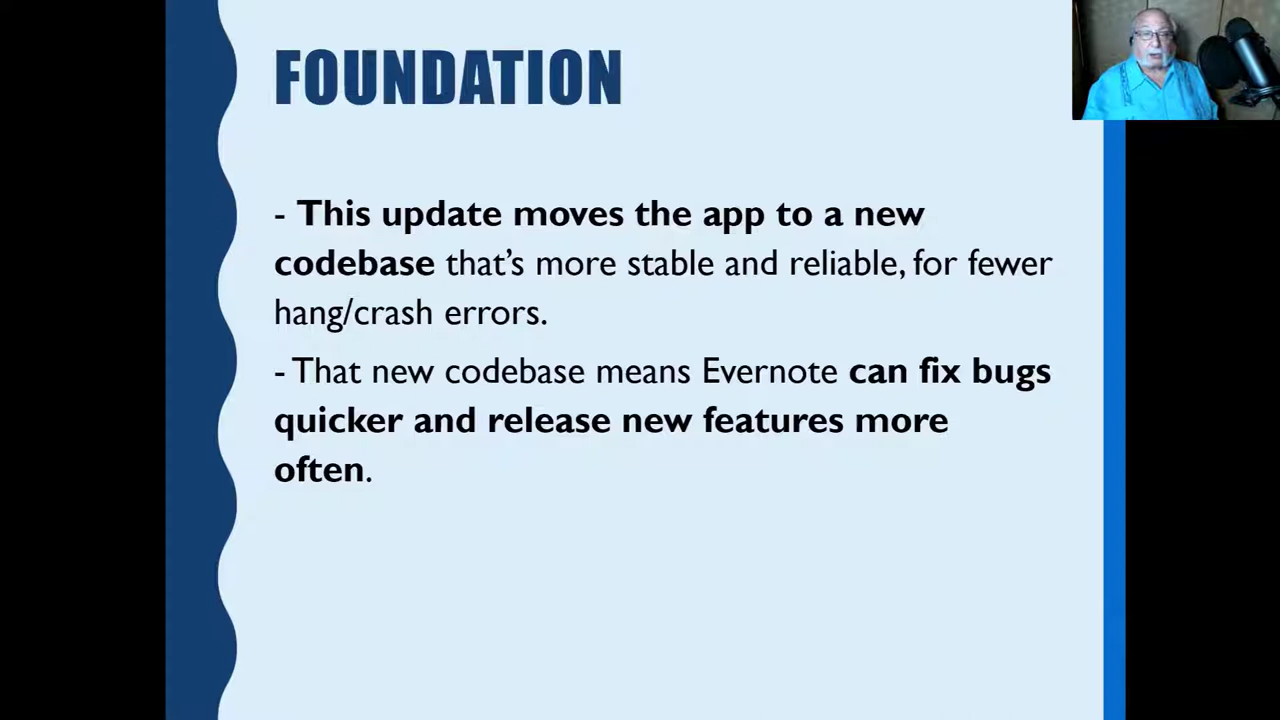 FOUNDATION
- This update moves the app to a new
codebase that’s more stable and reliable, for fewer
hang/crash errors.
- That new codebase means Evernote can fix bugs
quicker and release new features more
often.